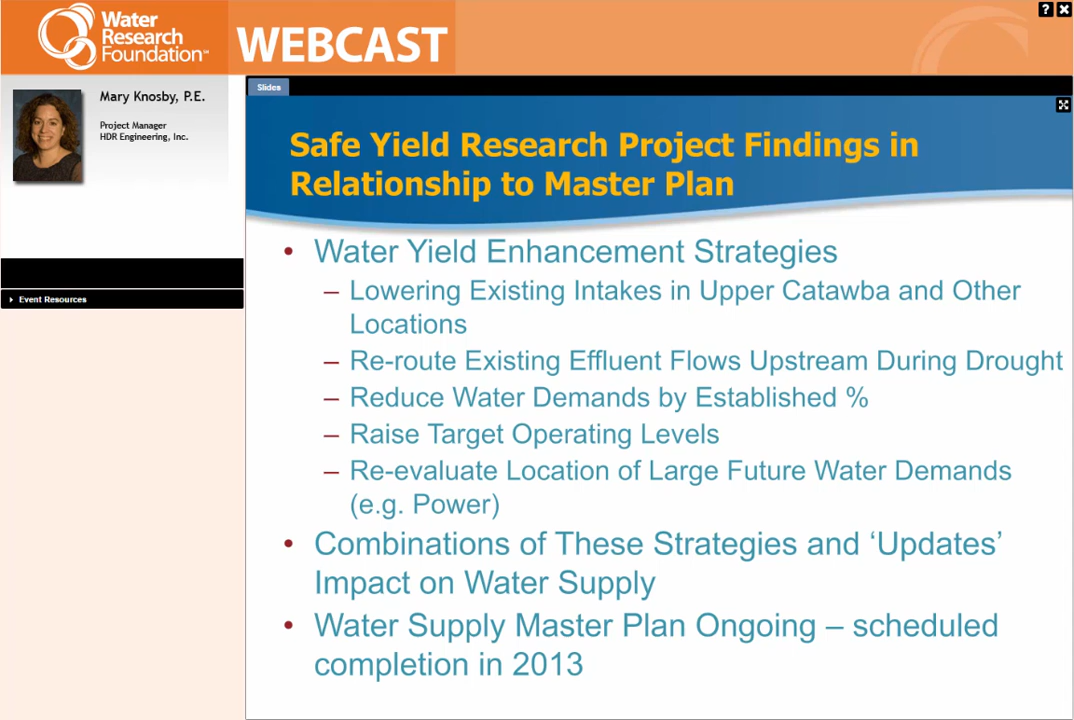 Water
Research
Foundation℠
WEBCAST
Mary Knosby, P.E.
Project Manager
HDR Engineering, Inc.
Event Resources
Slides
Safe Yield Research Project Findings in
Relationship to Master Plan
• Water Yield Enhancement Strategies
– Lowering Existing Intakes in Upper Catawba and Other
Locations
– Re-route Existing Effluent Flows Upstream During Drought
– Reduce Water Demands by Established %
– Raise Target Operating Levels
– Re-evaluate Location of Large Future Water Demands
(e.g. Power)
• Combinations of These Strategies and ‘Updates’
Impact on Water Supply
• Water Supply Master Plan Ongoing – scheduled
completion in 2013